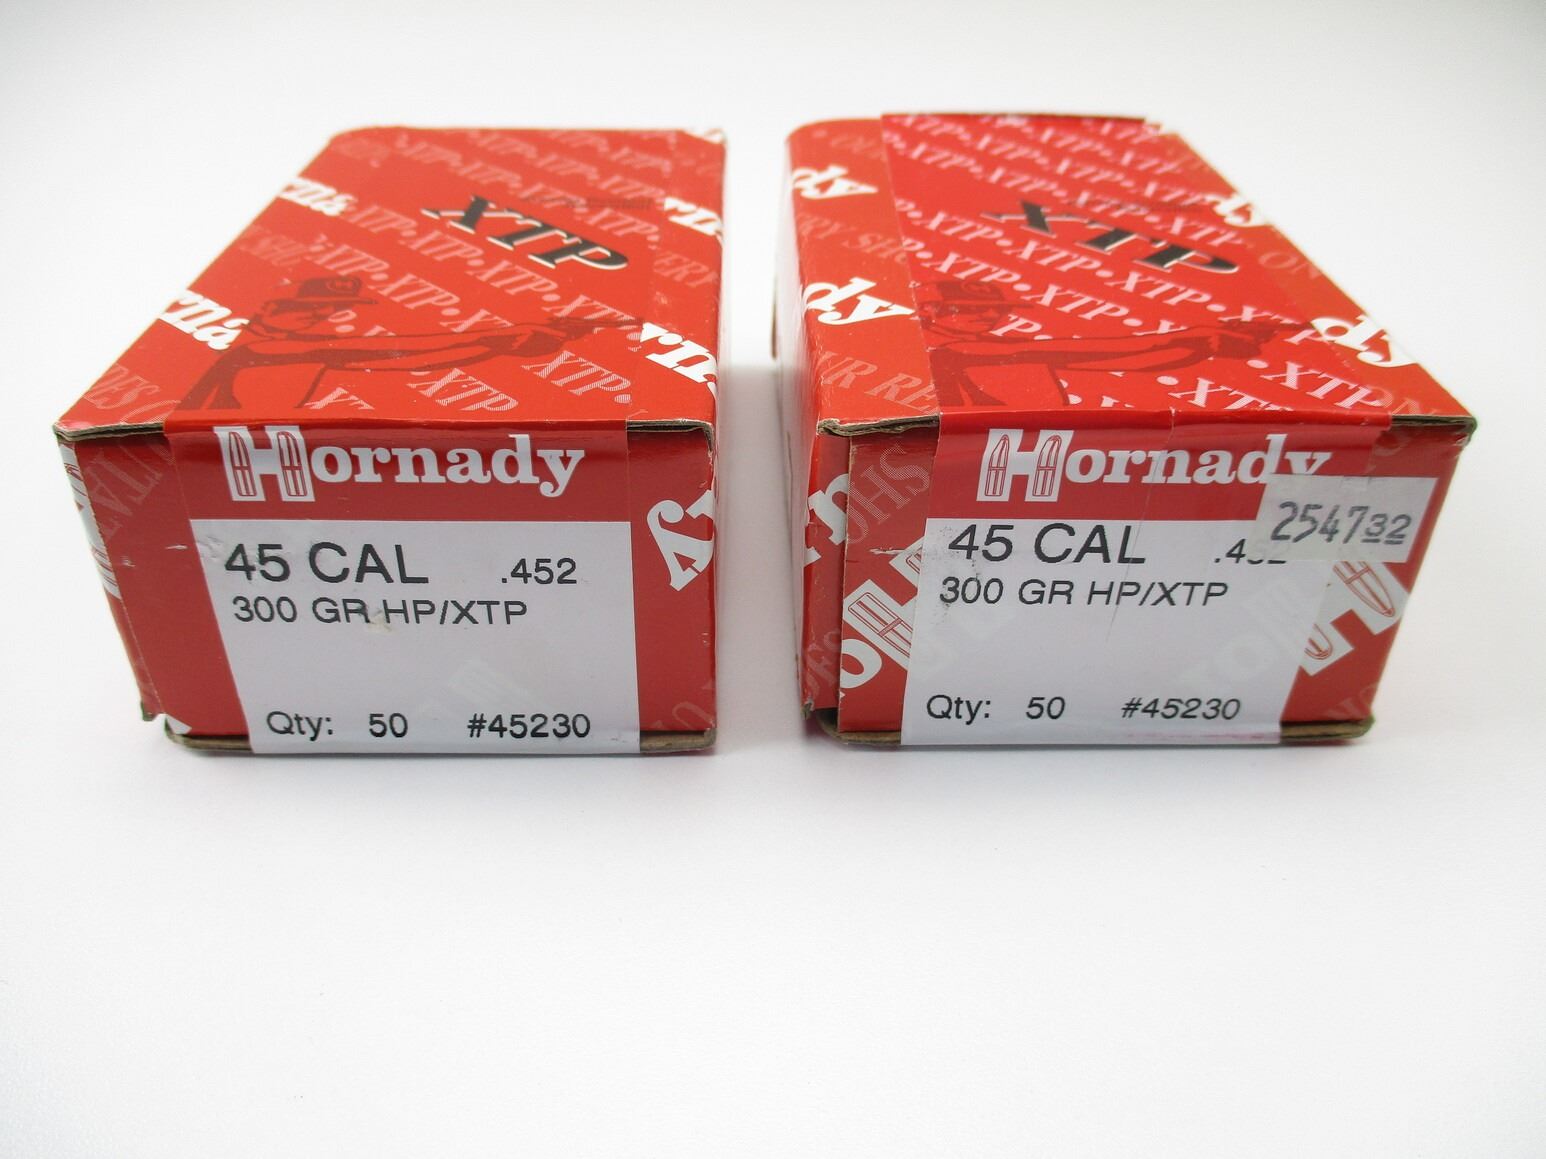 XTP
Hornady
45 CAL .452
300 GR HP/XTP
Qty: 50 #45230
XTP
Hornady
254732
45 CAL
300 GR HP/XTP
Qty: 50 #45230